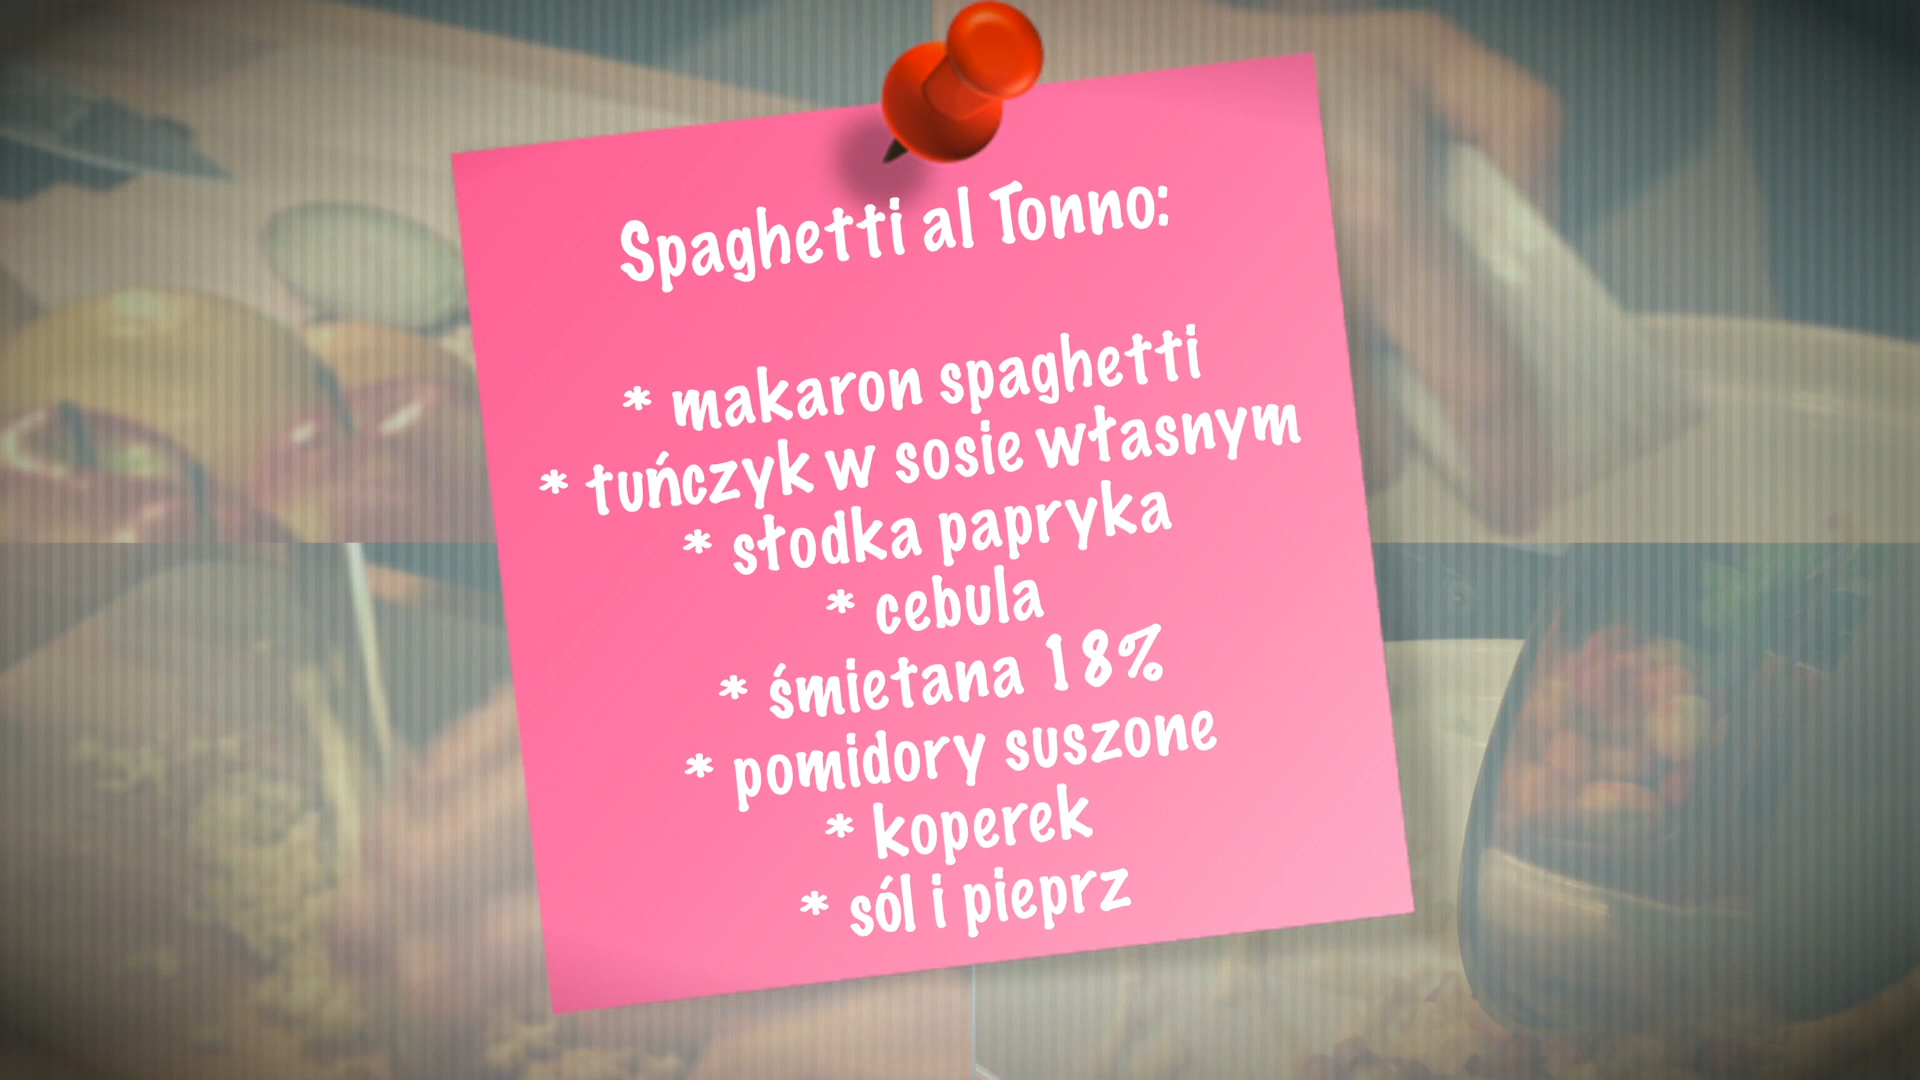 Spaghetti al Tonno:
* makaron spaghetti
* tuńczyk w sosie własnym
* słodka papryka
* cebula
* śmietana 18%
* pomidory suszone
* koperek
* sól i pieprz